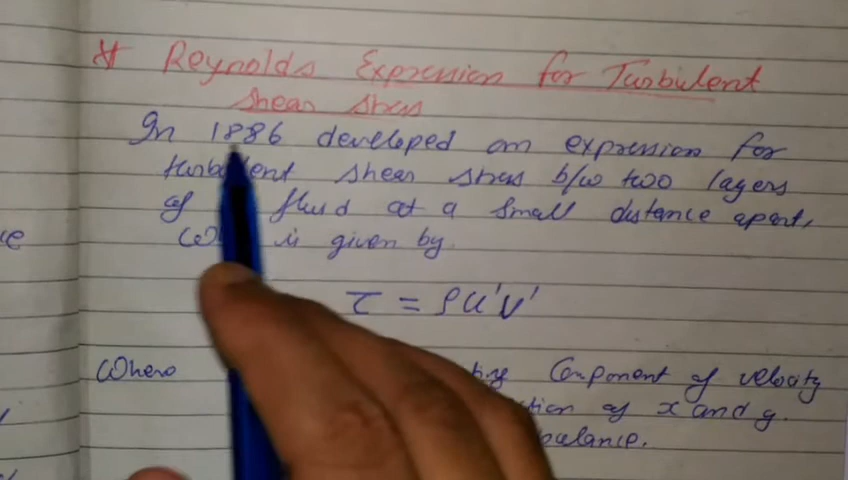 Reynolds Expression for Turbulent
Shear Stress
In 1886 developed an expression for
turbulent shear stress b/w two layers
of fluid at a small distance apart,
is given by
τ = ρu'v'
Where Component of velocity
of x and y.